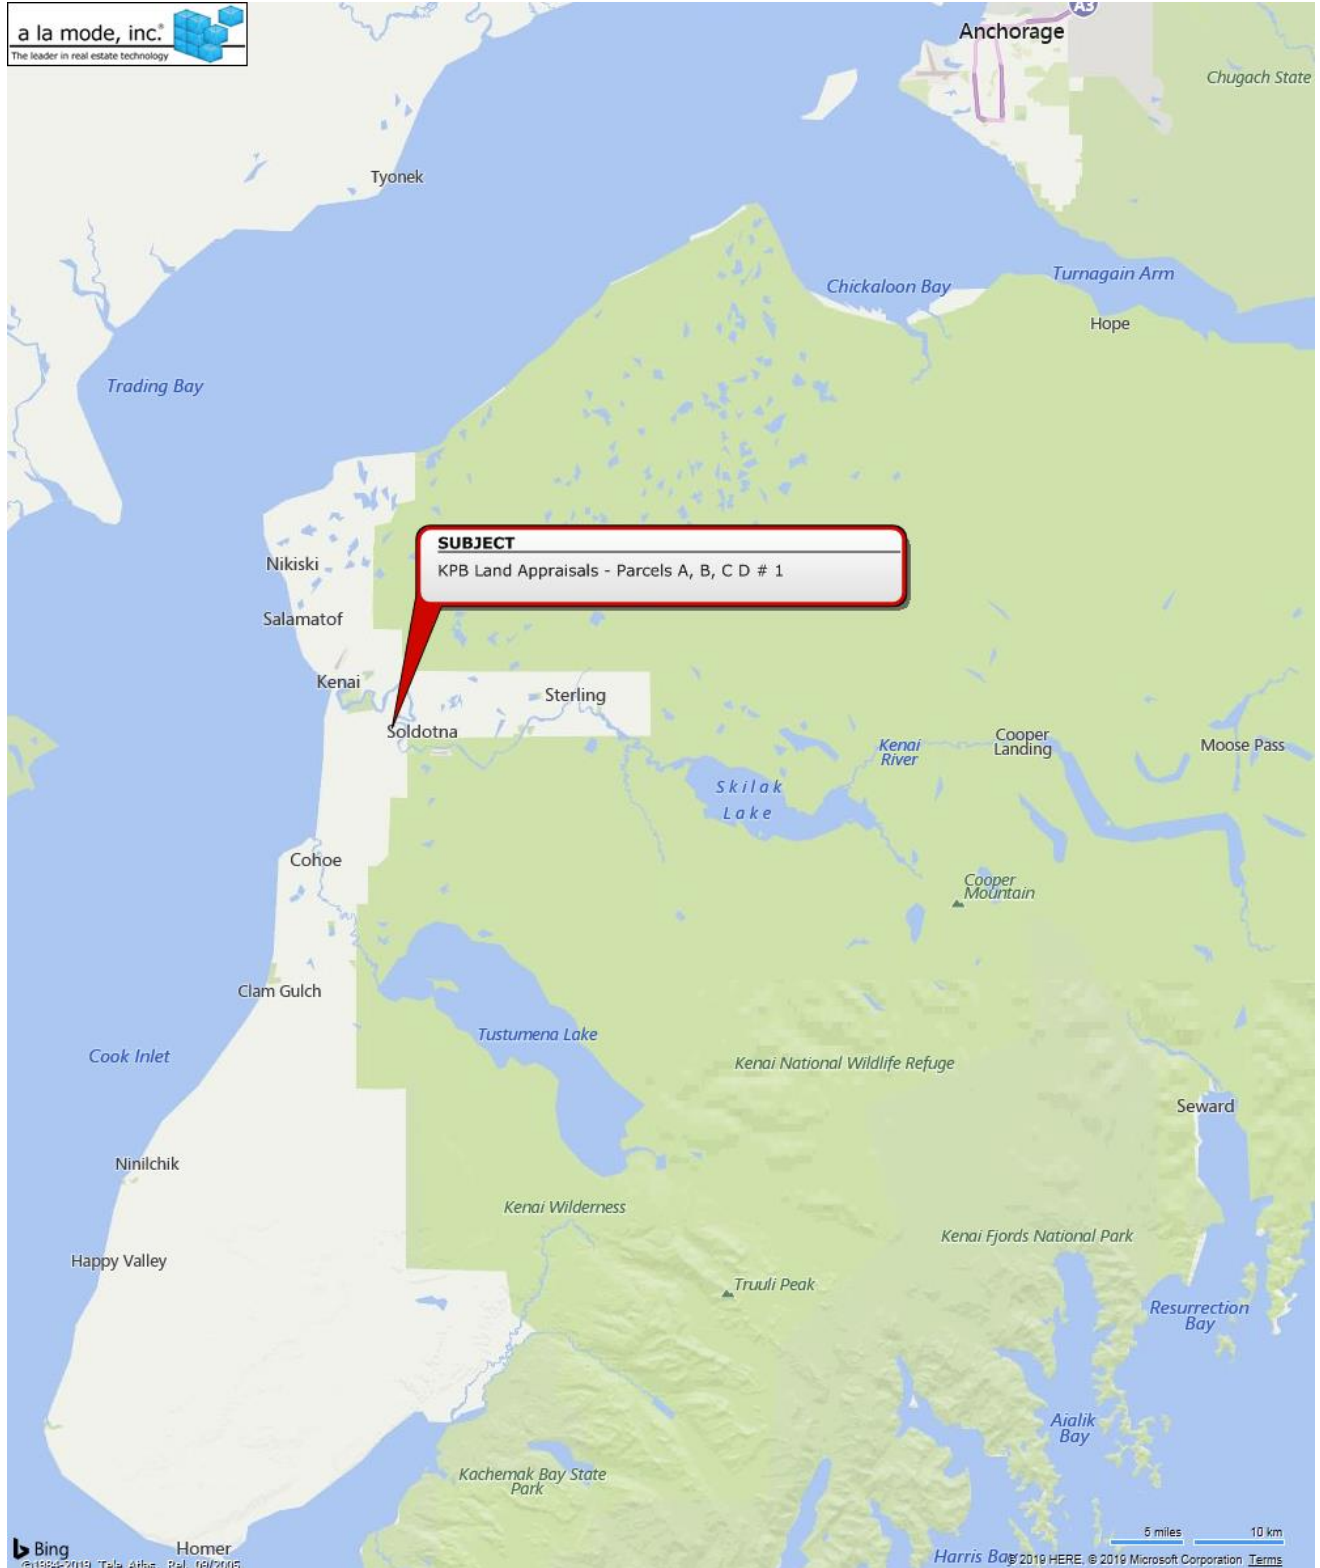 a la mode, inc.®
The leader in real estate technology
A3
Anchorage
Chugach State
Tyonek
Chickaloon Bay
Turnagain Arm
Hope
Trading Bay
SUBJECT
KPB Land Appraisals - Parcels A, B, C D # 1
Nikiski
Salamatof
Kenai
Sterling
Soldotna
Kenai
River
Cooper
Landing
Moose Pass
Skilak
Lake
Cohoe
Cooper
Mountain
Clam Gulch
Tustumena Lake
Cook Inlet
Kenai National Wildlife Refuge
Seward
Ninilchik
Kenai Wilderness
Kenai Fjords National Park
Happy Valley
Truuli Peak
Resurrection
Bay
Aialik
Bay
Kachemak Bay State
Park
5 miles
10 km
Bing
Homer
Harris Bay
© 2019 HERE, © 2019 Microsoft Corporation Terms